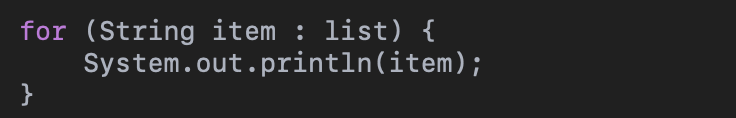 for (String item : list) {
    System.out.println(item);
}